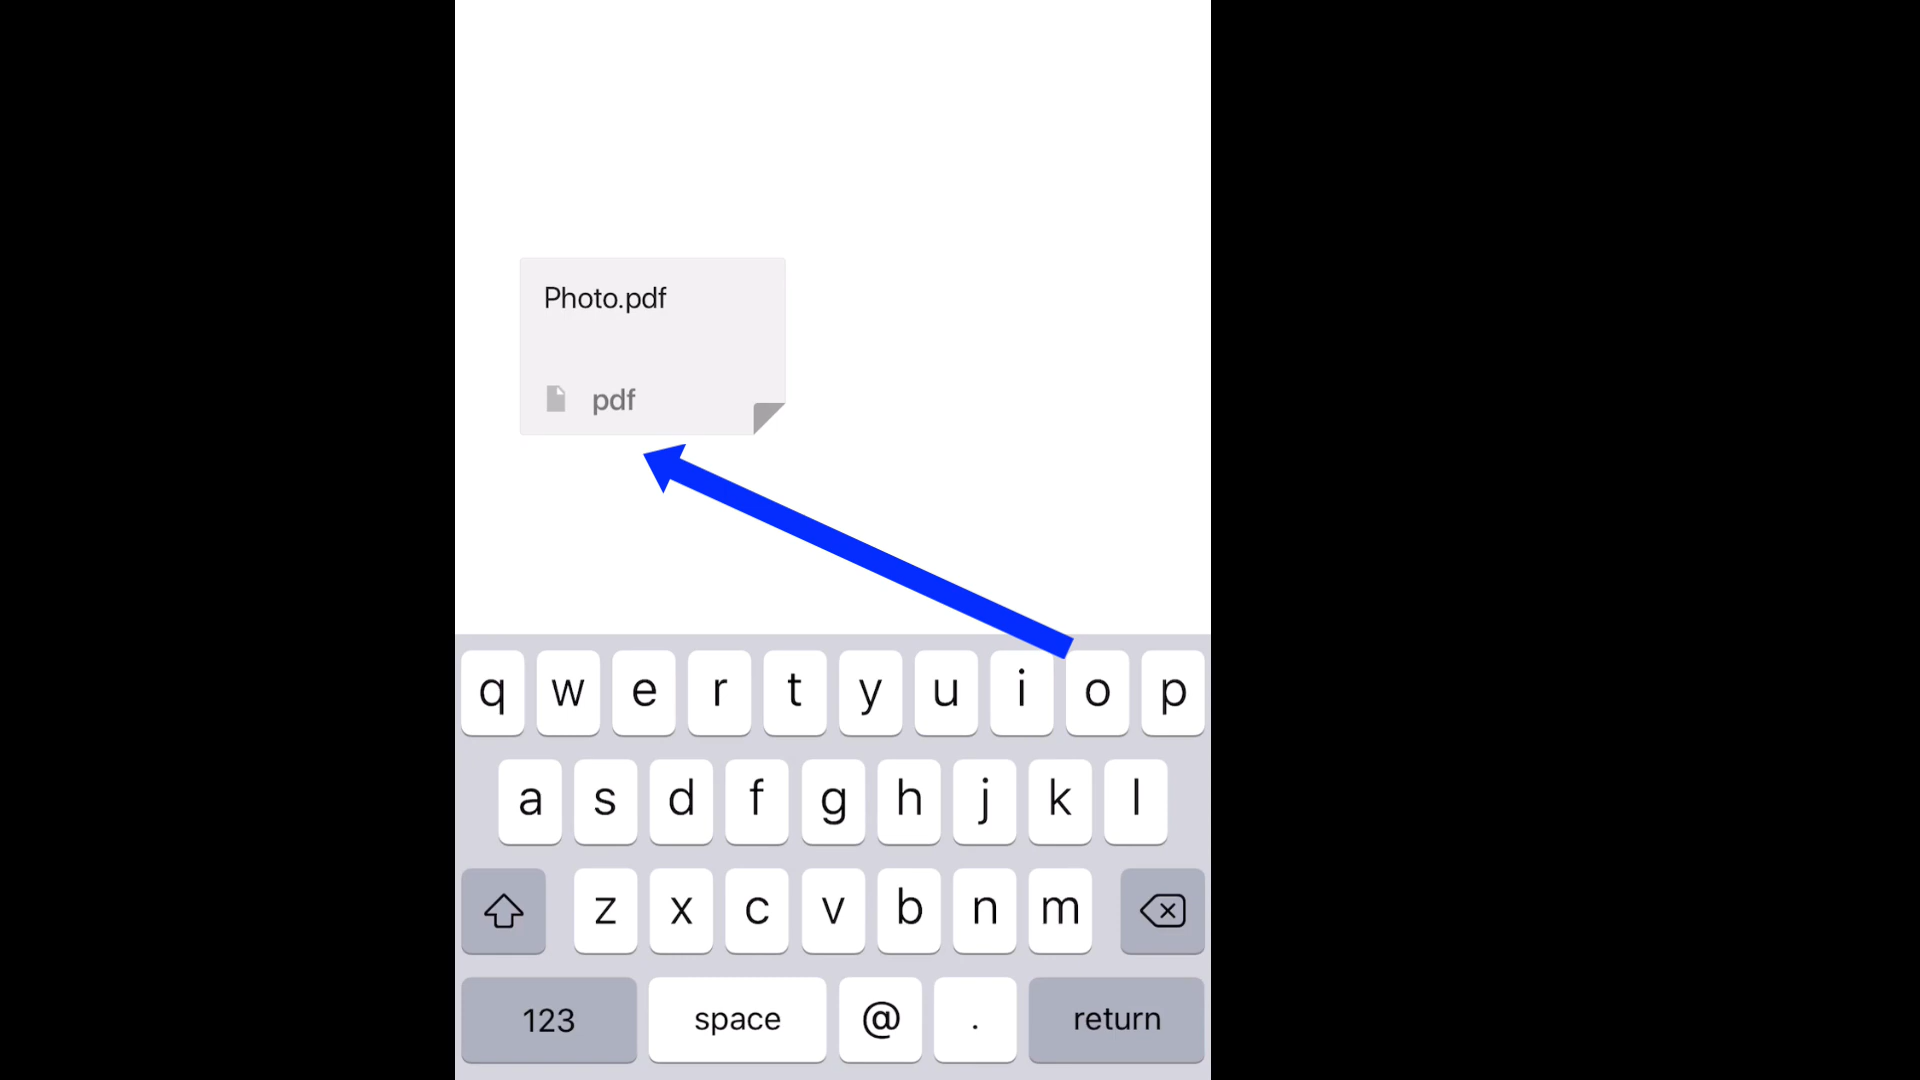 Photo.pdf
pdf
q w e r t y u i o p
a s d f g h j k l
z x c v b n m
123 space @ . return